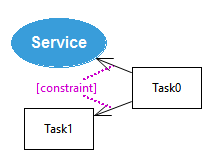 Service
[constraint]
Task0
Task1